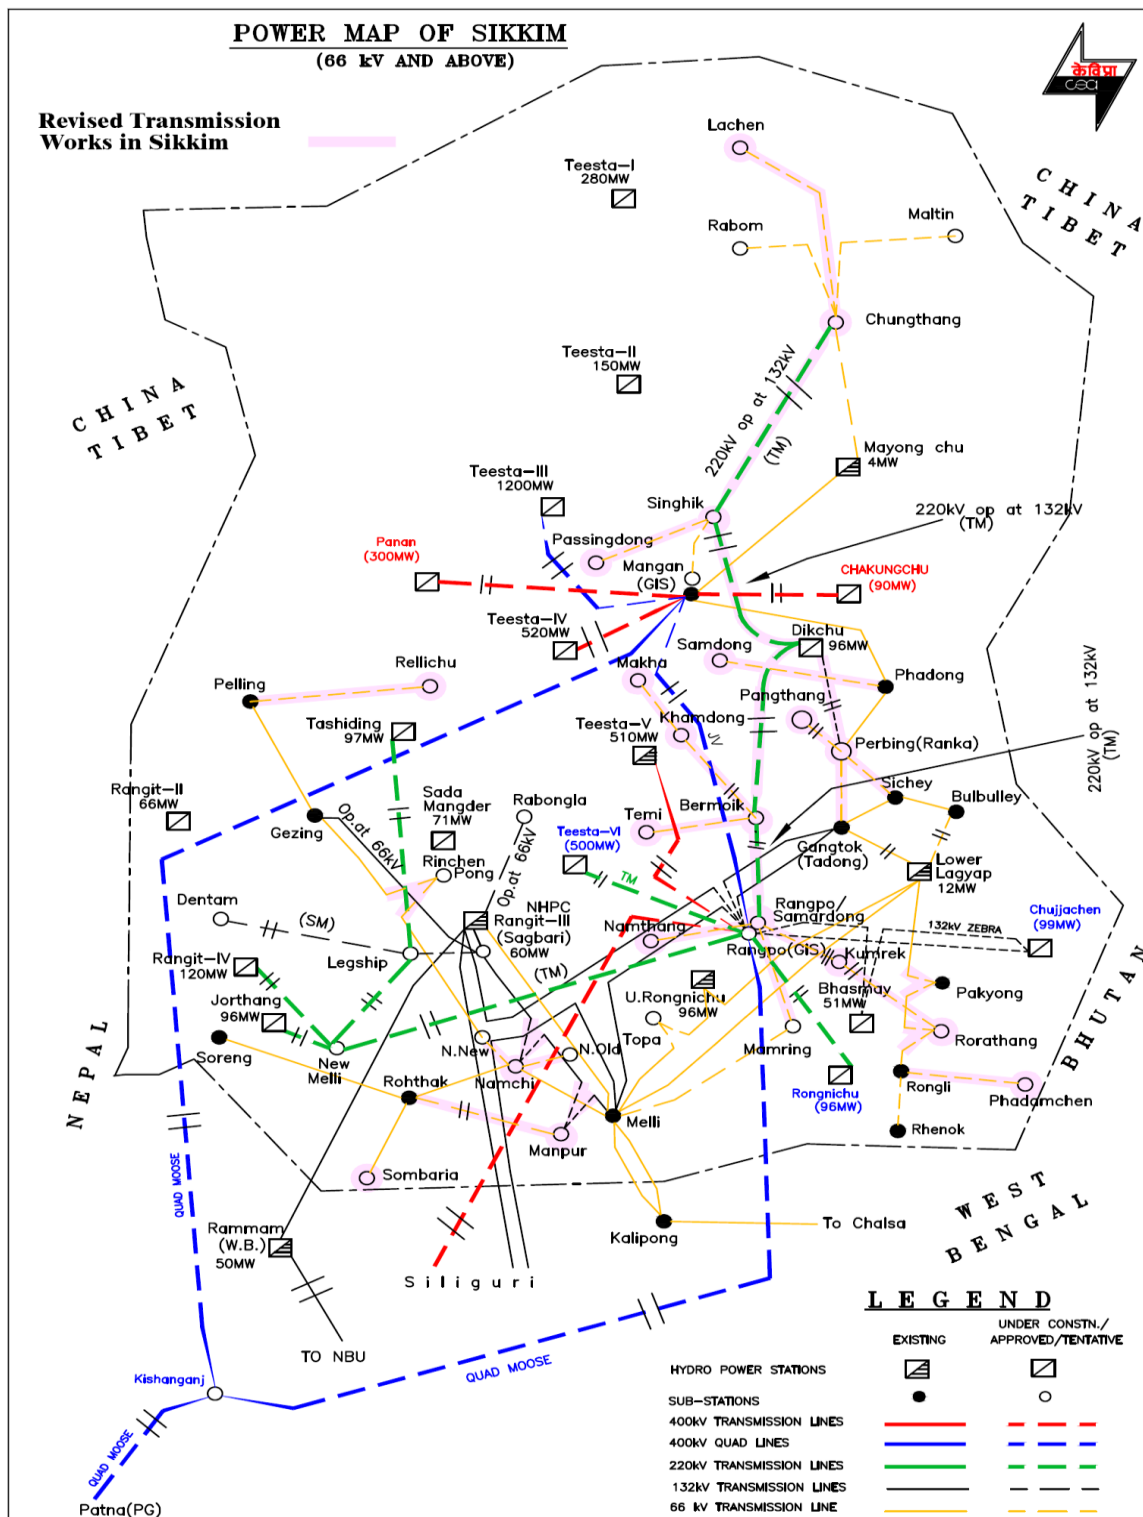 POWER MAP OF SIKKIM
(66 kV AND ABOVE)
केविप्रा
cea
Revised Transmission
Works in Sikkim
Lachen
Teesta-I
280MW
CHINA
TIBET
Rabom
Maltin
Chungthang
Teesta-II
150MW
CHINA
TIBET
220kV op at 132kV
(TM)
Mayong chu
4MW
Teesta-III
1200MW
Singhik
220kV op at 132kV
(TM)
Passingdong
Panan
(300MW)
Mangan
(GIS)
CHAKUNGCHU
(90MW)
Teesta-IV
520MW
Dikchu
96MW
Samdong
Makha
Rellichu
Pelling
Phadong
Pangthang
220kV op at 132kV
(TM)
Tashiding
97MW
Teesta-V
510MW
Khamdong
Perbing(Ranka)
Rangit-II
66MW
Sada
Mangder
71MW
Rabongla
Sichey
Bulbulley
Temi
Bermoik
Gezing
Op.at 66kV
Teesta-VI
(500MW)
Gangtok
(Tadong)
Rinchen
Pong
Op.at 66kV
TM
Lower
Lagyap
12MW
Dentam
(SM)
NHPC
Rangit-III
(Sagbari)
60MW
Rangpo/
Samardong
Namthang
Rangpo(GIS)
132kV ZEBRA
Chujjachen
(99MW)
Rangit-IV
120MW
Legship
(TM)
Kumrek
U.Rongnichu
96MW
Bhasmay
51MW
Pakyong
Jorthang
96MW
Soreng
New
Melli
N.New
N.Old
Topa
Mamring
Rorathang
BHUTAN
NEPAL
Rohthak
Namchi
Melli
Rongnichu
(96MW)
Rongli
Phadamchen
Manpur
Rhenok
Sombaria
QUAD MOOSE
Rammam
(W.B.)
50MW
Kalipong
To Chalsa
WEST
BENGAL
Siliguri
TO NBU
Kishanganj
QUAD MOOSE
QUAD MOOSE
Patna(PG)
LEGEND
EXISTING
UNDER CONSTN./
APPROVED/TENTATIVE
HYDRO POWER STATIONS
SUB-STATIONS
400kV TRANSMISSION LINES
400kV QUAD LINES
220kV TRANSMISSION LINES
132kV TRANSMISSION LINES
66 kV TRANSMISSION LINE